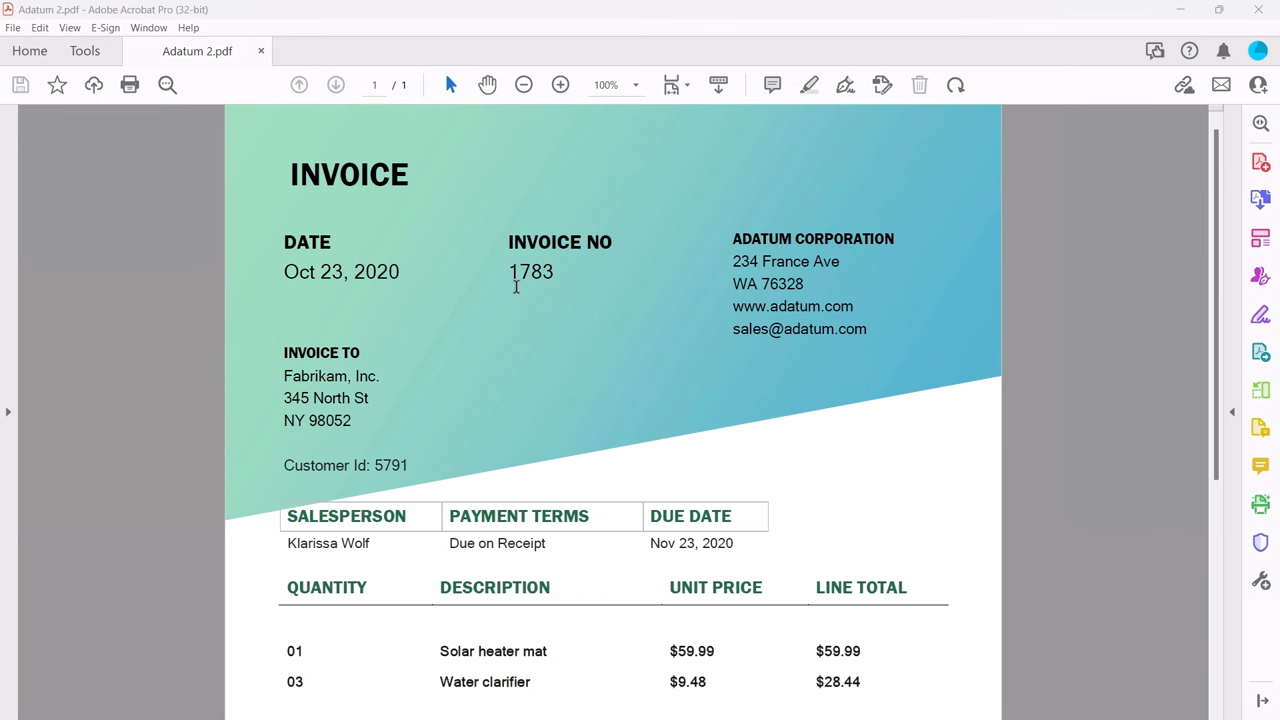 Adatum 2.pdf - Adobe Acrobat Pro (32-bit)
File Edit View E-Sign Window Help
Home Tools Adatum 2.pdf ×
1 / 1 100%
INVOICE
DATE
Oct 23, 2020
INVOICE NO
1783
ADATUM CORPORATION
234 France Ave
WA 76328
www.adatum.com
sales@adatum.com
INVOICE TO
Fabrikam, Inc.
345 North St
NY 98052
Customer Id: 5791
SALESPERSON PAYMENT TERMS DUE DATE
Klarissa Wolf Due on Receipt Nov 23, 2020
QUANTITY DESCRIPTION UNIT PRICE LINE TOTAL
01 Solar heater mat $59.99 $59.99
03 Water clarifier $9.48 $28.44